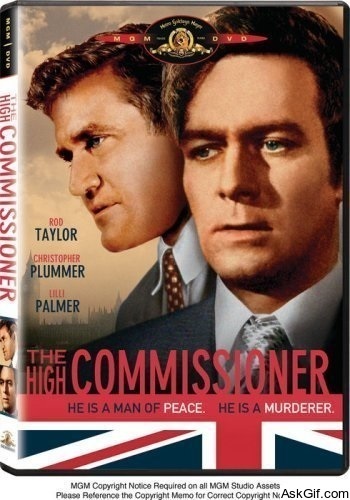 MGM DVD
MGM DVD
THE HIGH COMMISSIONER
ROD
TAYLOR
CHRISTOPHER
PLUMMER
LILLI
PALMER
THE
HIGH COMMISSIONER
HE IS A MAN OF PEACE. HE IS A MURDERER.
MGM Copyright Notice Required on all MGM Studio Assets
Please Reference the Copyright Memo for Correct Copyright
AskGif.com